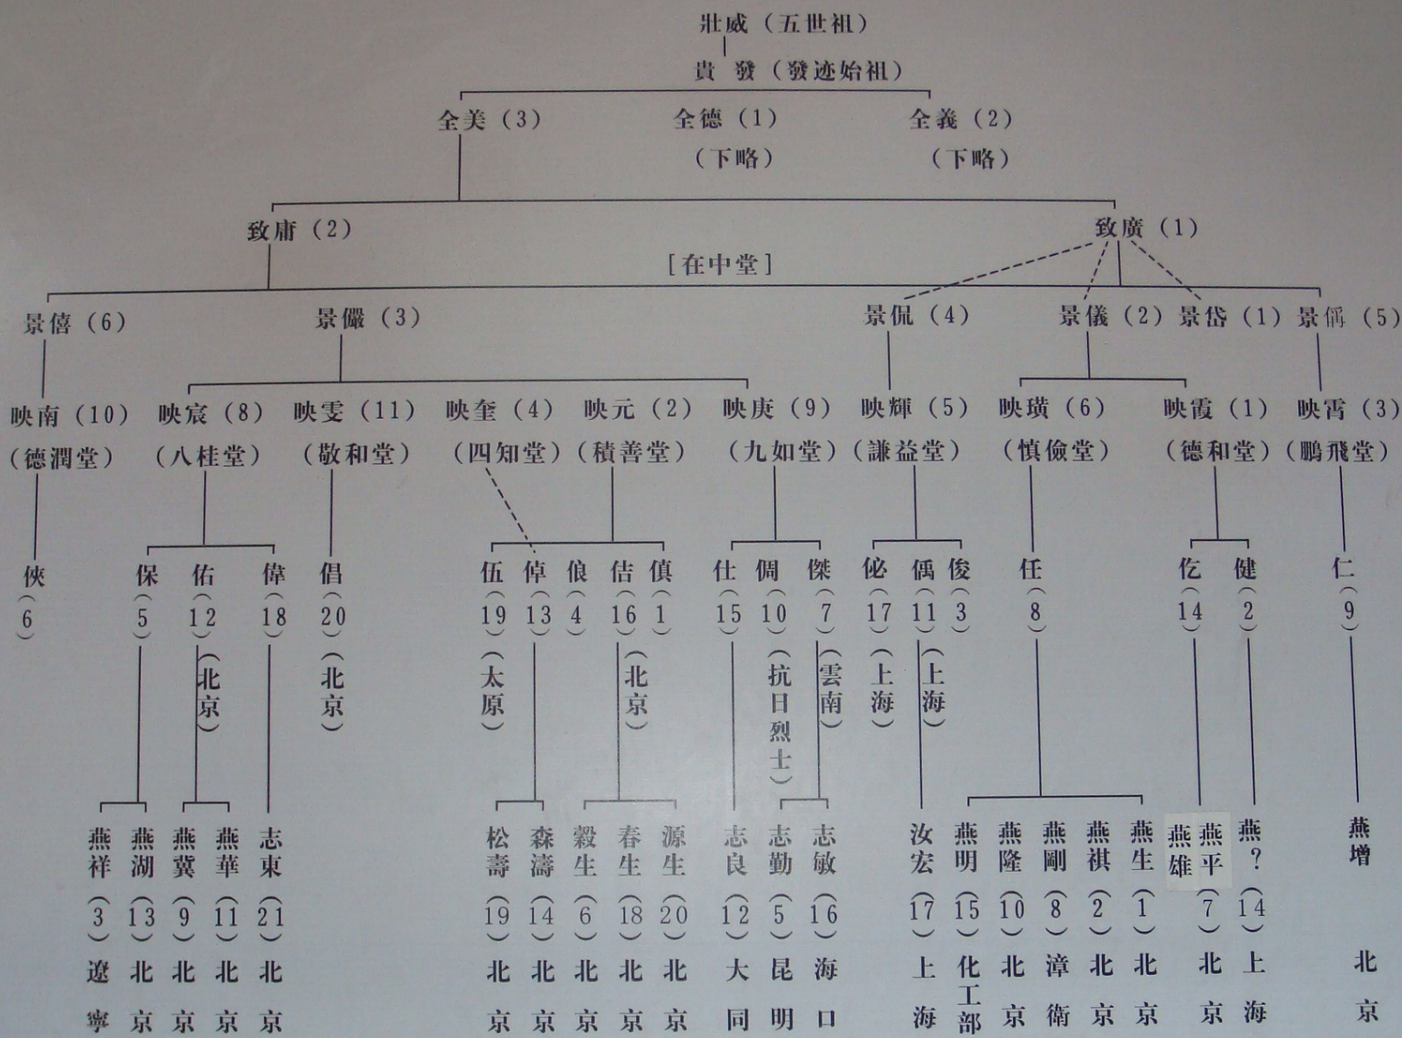 壯威（五世祖）
貴 發（發迹始祖）
全美（3） 全德（1） 全義（2）
（下略） （下略）
致庸（2） 致廣（1）
[在中堂]
景僖（6） 景儼（3） 景侃（4） 景儀（2） 景岱（1） 景偁（5）
映南（10） 映宸（8） 映雯（11） 映奎（4） 映元（2） 映庚（9） 映輝（5） 映璜（6） 映霞（1） 映霄（3）
（德潤堂） （八桂堂） （敬和堂） （四知堂） （積善堂） （九如堂） （謙益堂） （慎儉堂） （德和堂） （鵬飛堂）
俠（6）
保（5）
佑（12）（北京）
偉（18）
倡（20）（北京）
伍（19）（太原）
倬（13）
俍（4）
佶（16）（北京）
傎（1）
仕（15）
倜（10）（抗日烈士）
傑（7）（雲南）
佖（17）（上海）
偊（11）（上海）
俊（3）
任（8）
仡（14）
健（2）
仁（9）
燕祥（3）遼寧
燕湖（13）北京
燕冀（9）北京
燕華（11）北京
志東（21）北京
松壽（19）北京
森濤（14）北京
穀生（6）北京
春生（18）北京
源生（20）北京
志良（12）大同
志勤（5）昆明
志敏（16）海口
汝宏（17）上海
燕明（15）化工部
燕隆（10）北京
燕剛（8）漳衛
燕祺（2）北京
燕生（1）北京
燕雄
燕平（7）北京
燕？（14）上海
燕增 北京